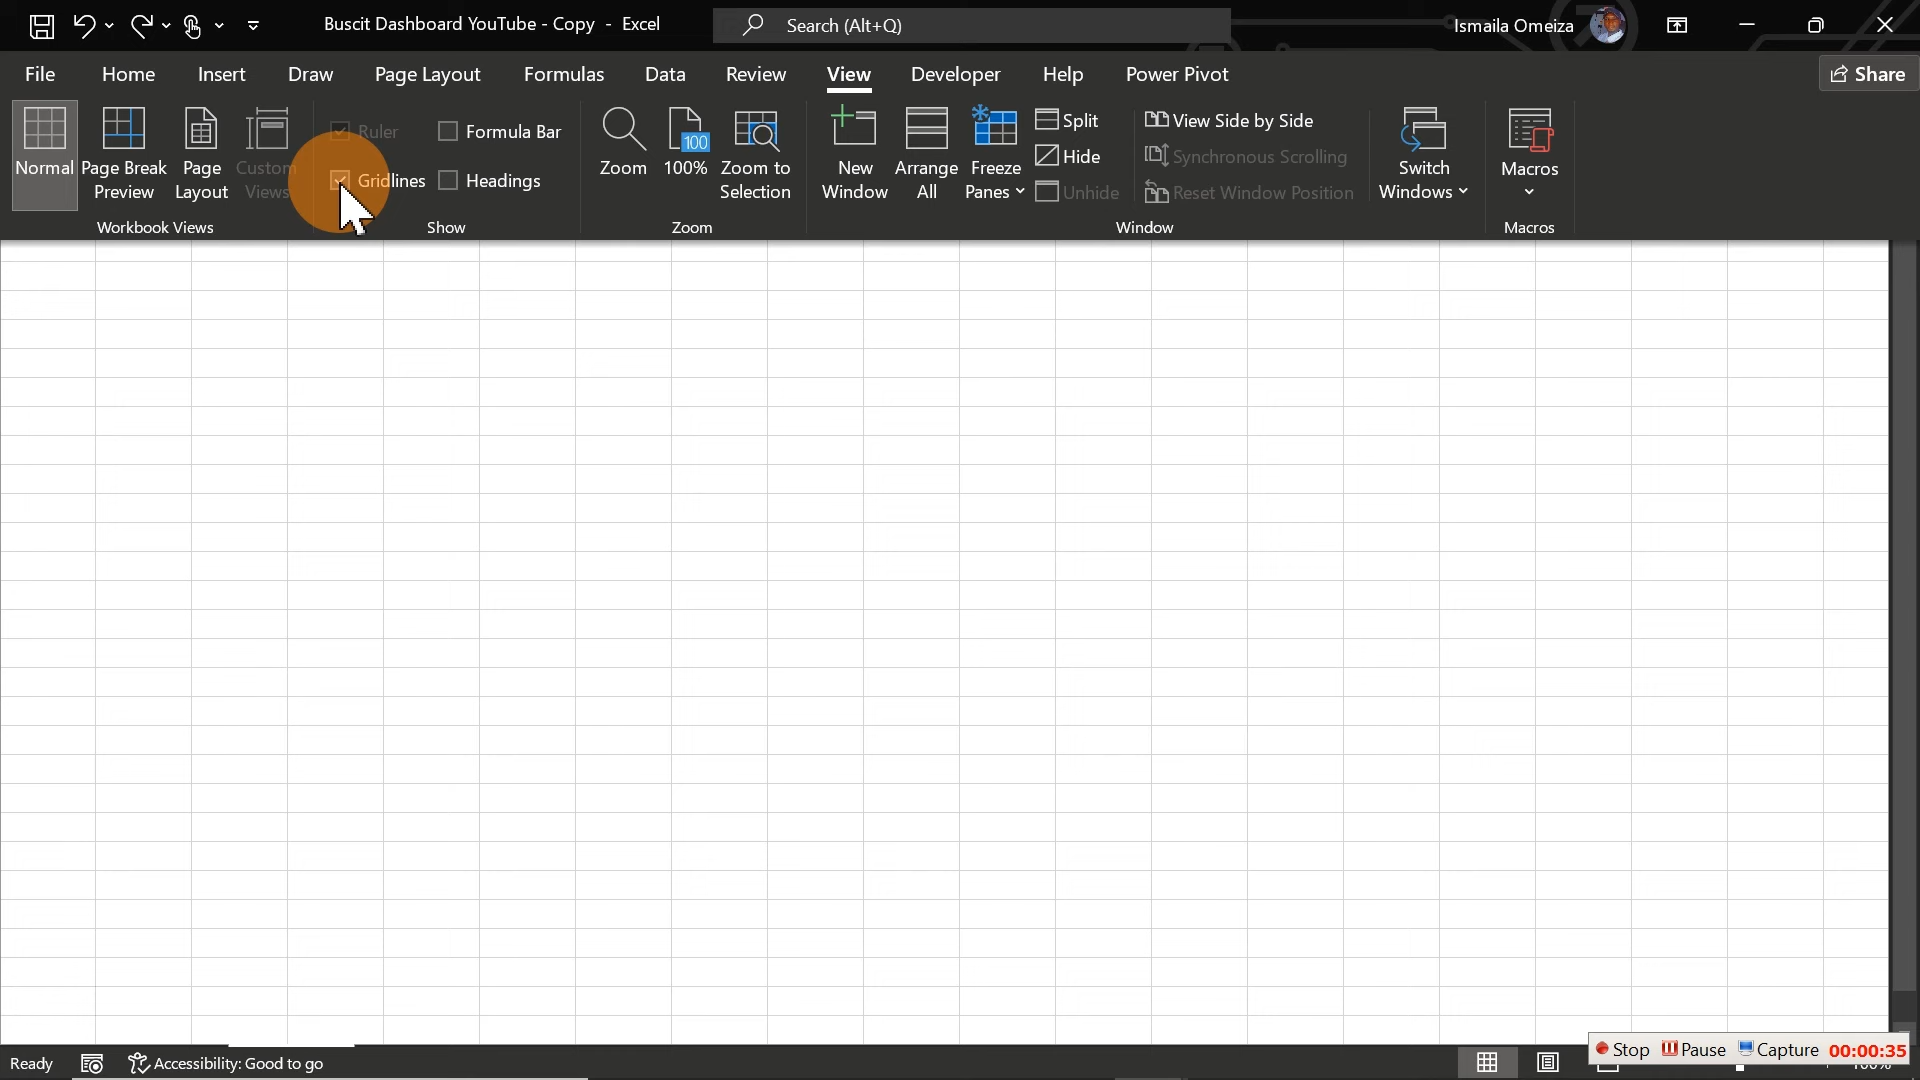 Buscit Dashboard YouTube - Copy - Excel
Search (Alt+Q)
Ismaila Omeiza
File Home Insert Draw Page Layout Formulas Data Review View Developer Help Power Pivot
Share
Normal
Page Break Preview
Page Layout
Custom Views
Workbook Views
Ruler
Formula Bar
Gridlines
Headings
Show
Zoom
100
100%
Zoom to Selection
Zoom
New Window
Arrange All
Freeze Panes
Split
Hide
Unhide
View Side by Side
Synchronous Scrolling
Reset Window Position
Switch Windows
Window
Macros
Macros
Ready
Accessibility: Good to go
Stop Pause Capture 00:00:35